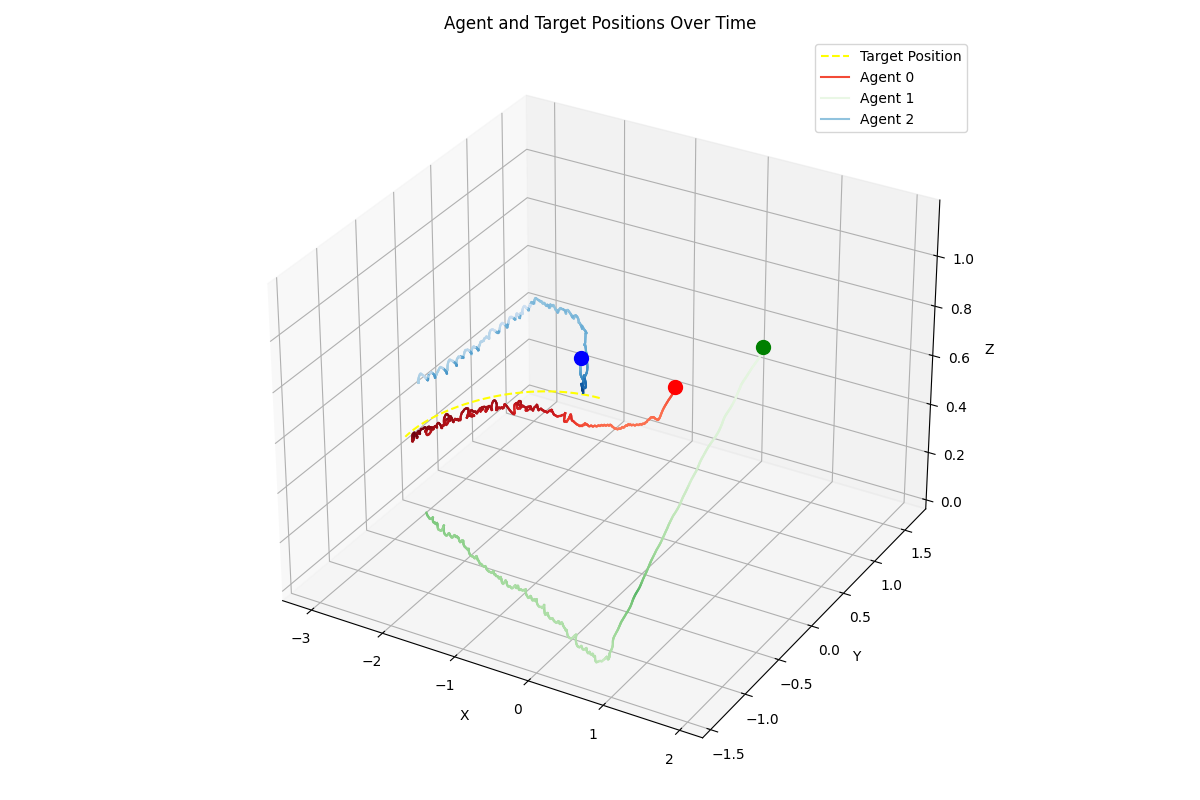 Agent and Target Positions Over Time
Target Position
Agent 0
Agent 1
Agent 2
1.0
0.8
0.6
0.4
0.2
0.0
Z
1.5
1.0
0.5
0.0
−0.5
−1.0
−1.5
Y
−3
−2
−1
0
1
2
X